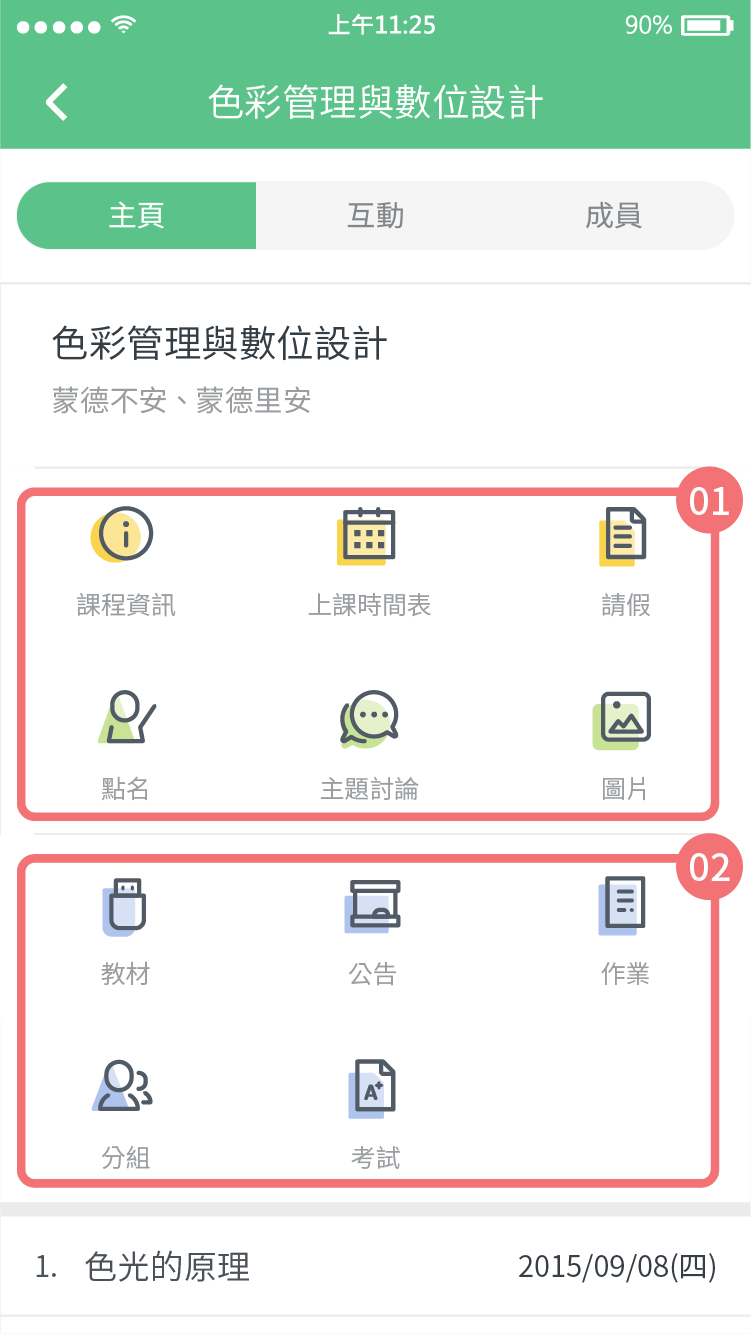 上午11:25
90%
色彩管理與數位設計
主頁 互動 成員
色彩管理與數位設計
蒙德不安、蒙德里安
01
課程資訊 上課時間表 請假
點名 主題討論 圖片
02
教材 公告 作業
A+
分組 考試
1. 色光的原理 2015/09/08(四)